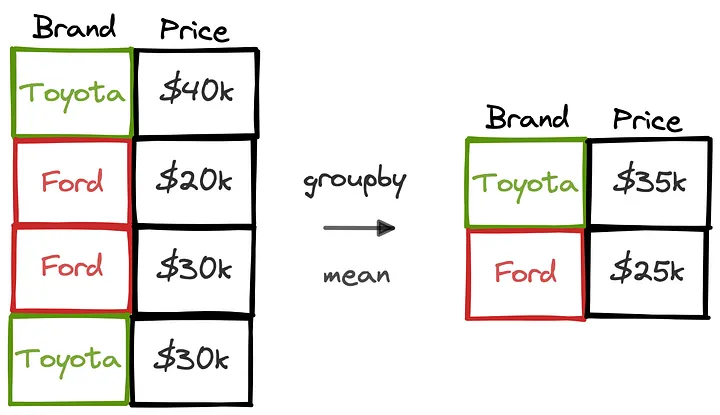 Brand Price
Toyota $40k
Ford $20k
Ford $30k
Toyota $30k
groupby
mean
Brand Price
Toyota $35k
Ford $25k